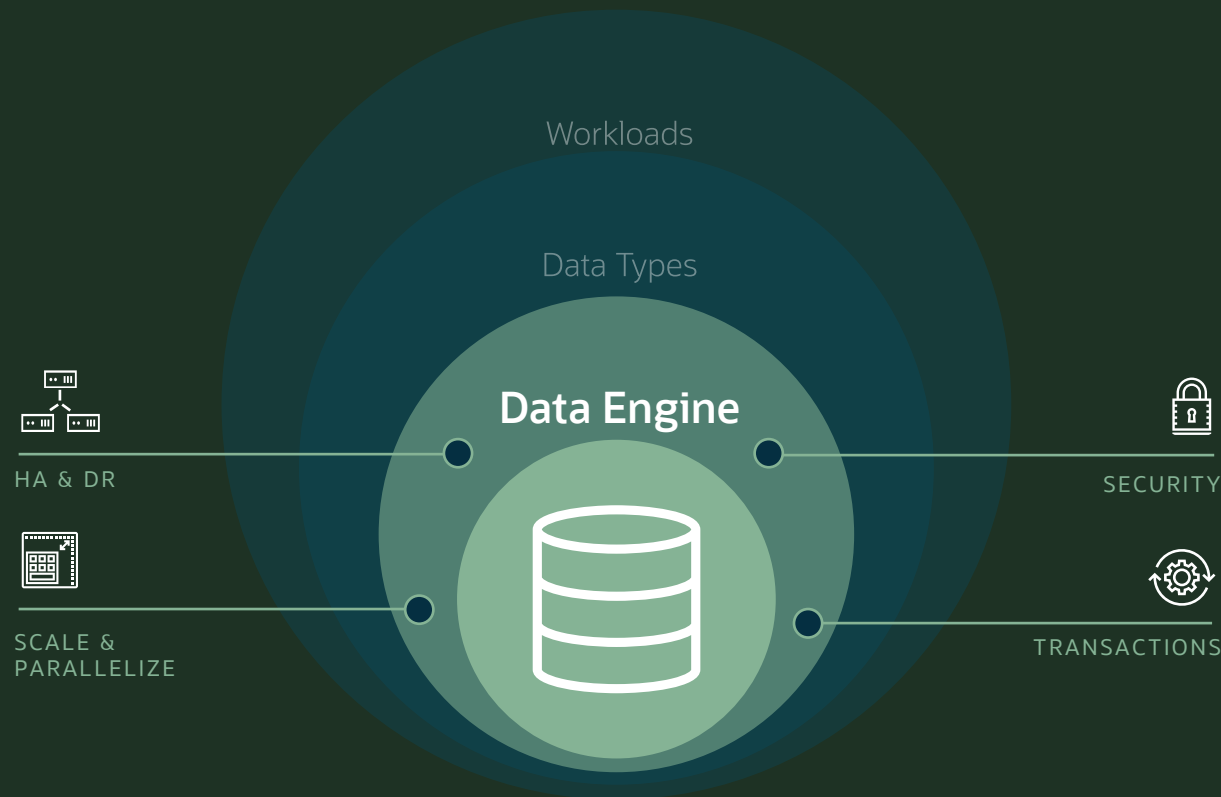 Workloads
Data Types
Data Engine
HA & DR
SECURITY
SCALE &
PARALLELIZE
TRANSACTIONS